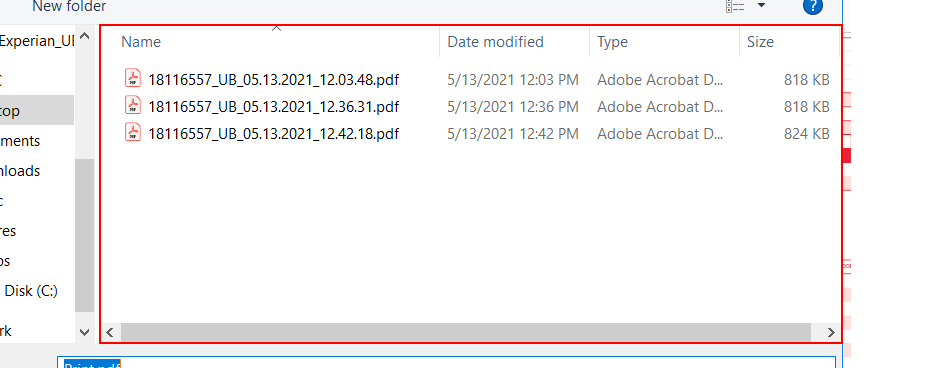 New folder
Name Date modified Type Size
Experian_UE
18116557_UB_05.13.2021_12.03.48.pdf 5/13/2021 12:03 PM Adobe Acrobat D... 818 KB
top
18116557_UB_05.13.2021_12.36.31.pdf 5/13/2021 12:36 PM Adobe Acrobat D... 818 KB
ments
18116557_UB_05.13.2021_12.42.18.pdf 5/13/2021 12:42 PM Adobe Acrobat D... 824 KB
nloads
res
os
Disk (C:)
rk
Print.pdf